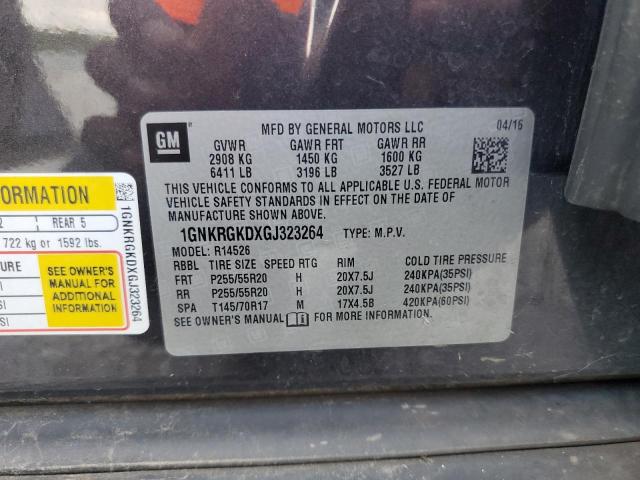 GM
MFD BY GENERAL MOTORS LLC 04/16
GVWR GAWR FRT GAWR RR
2908 KG 1450 KG 1600 KG
6411 LB 3196 LB 3527 LB
THIS VEHICLE CONFORMS TO ALL APPLICABLE U.S. FEDERAL MOTOR
VEHICLE SAFETY STANDARDS IN EFFECT ON THE DATE OF
MANUFACTURE SHOWN ABOVE.
1GNKRGKDXGJ323264 TYPE: M.P.V.
MODEL: R14526
RBBL TIRE SIZE SPEED RTG RIM COLD TIRE PRESSURE
FRT P255/55R20 H 20X7.5J 240KPA(35PSI)
RR P255/55R20 H 20X7.5J 240KPA(35PSI)
SPA T145/70R17 M 17X4.5B 420KPA(60PSI)
SEE OWNER'S MANUAL FOR MORE INFORMATION.
FORMATION
2 REAR 5
722 kg or 1592 lbs.
SURE
SI
SI
SI
SEE OWNER'S
MANUAL FOR
ADDITIONAL
INFORMATION
1GNKRGKDXGJ323264